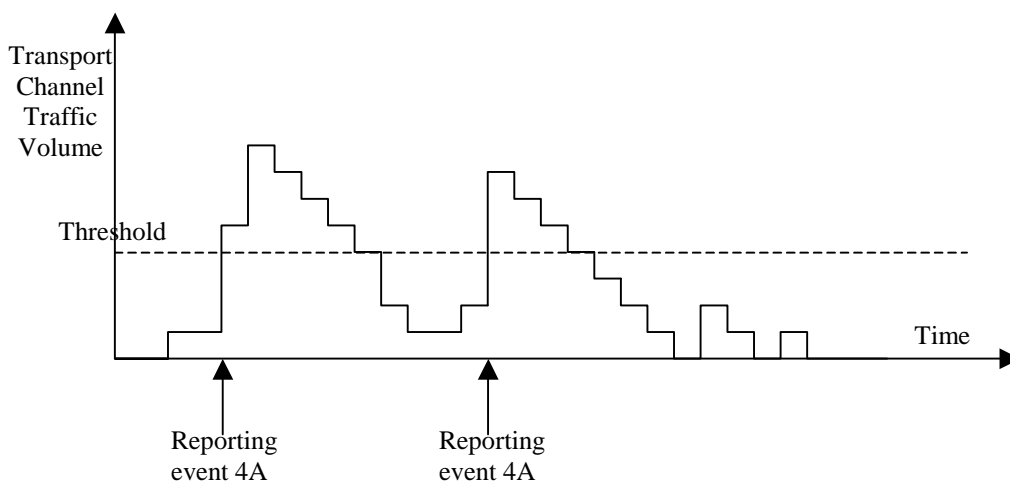 Transport
Channel
Traffic
Volume
Threshold
Time
Reporting
event 4A
Reporting
event 4A